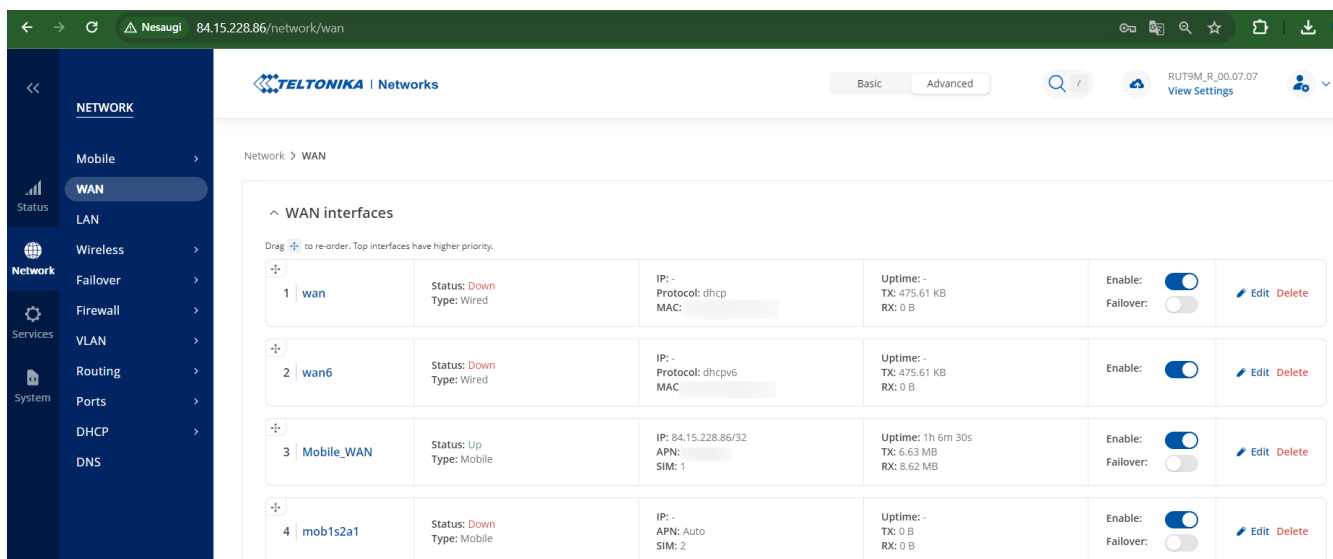 Nesaugi 84.15.228.86/network/wan
TELTONIKA | Networks
Basic Advanced
/
RUT9M_R_00.07.07
View Settings
NETWORK
Mobile
WAN
LAN
Wireless
Failover
Firewall
VLAN
Routing
Ports
DHCP
DNS
Status
Network
Services
System
Network > WAN
WAN interfaces
Drag to re-order. Top interfaces have higher priority.
1 wan
Status: Down
Type: Wired
IP: -
Protocol: dhcp
MAC:
Uptime: -
TX: 475.61 KB
RX: 0 B
Enable:
Failover:
Edit Delete
2 wan6
Status: Down
Type: Wired
IP: -
Protocol: dhcpv6
MAC
Uptime: -
TX: 475.61 KB
RX: 0 B
Enable:
Edit Delete
3 Mobile_WAN
Status: Up
Type: Mobile
IP: 84.15.228.86/32
APN:
SIM: 1
Uptime: 1h 6m 30s
TX: 6.63 MB
RX: 8.62 MB
Enable:
Failover:
Edit Delete
4 mob1s2a1
Status: Down
Type: Mobile
IP: -
APN: Auto
SIM: 2
Uptime: -
TX: 0 B
RX: 0 B
Enable:
Failover:
Edit Delete